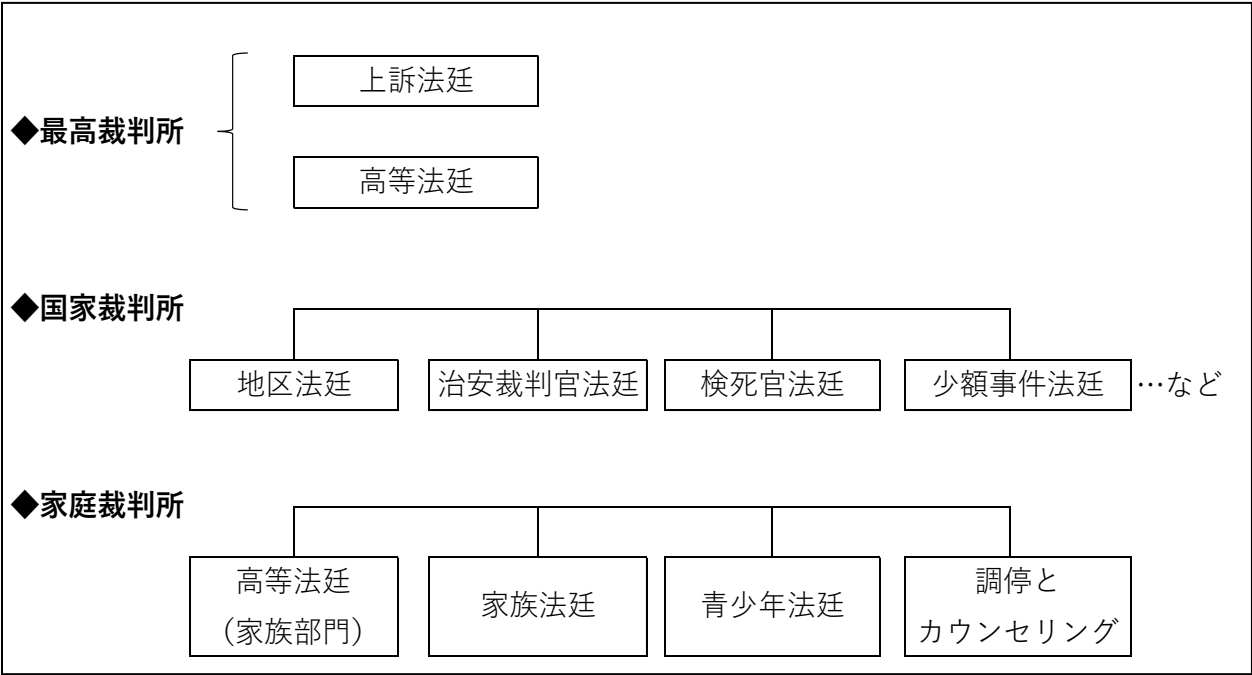 上訴法廷
◆最高裁判所
高等法廷
◆国家裁判所
地区法廷 治安裁判官法廷 検死官法廷 少額事件法廷 …など
◆家庭裁判所
高等法廷
（家族部門）
家族法廷
青少年法廷
調停と
カウンセリング